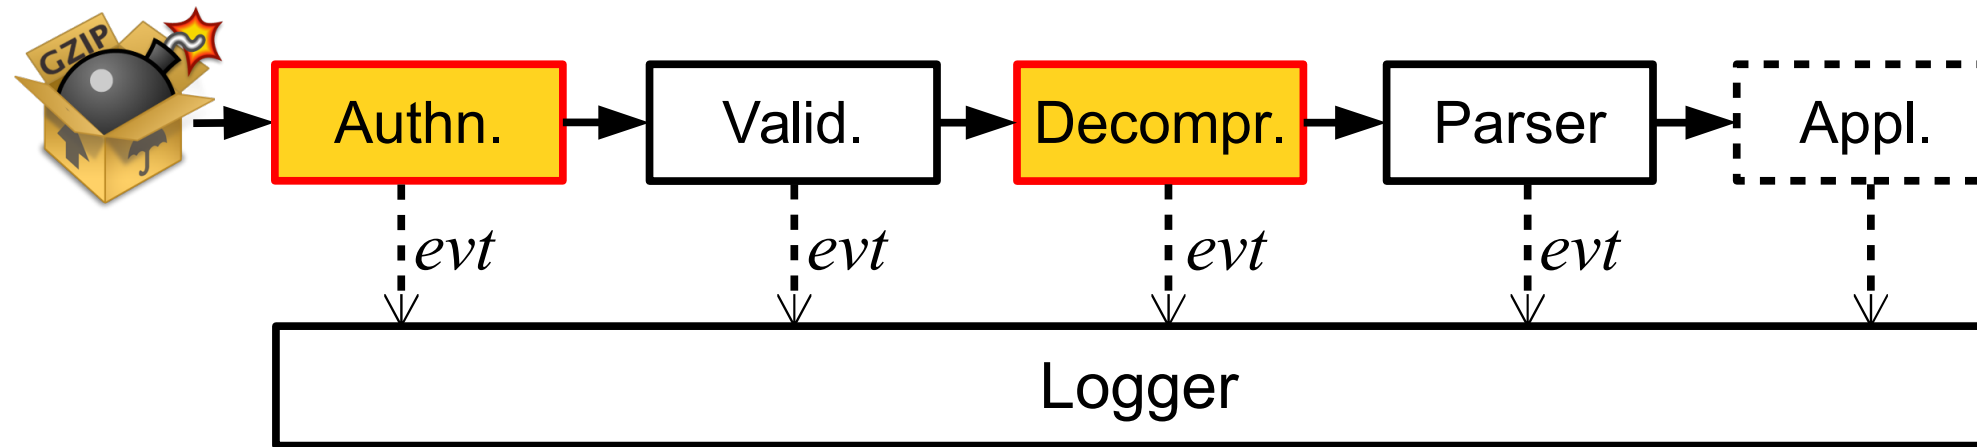 GZIP
Authn.
Valid.
Decompr.
Parser
Appl.
evt
evt
evt
evt
Logger